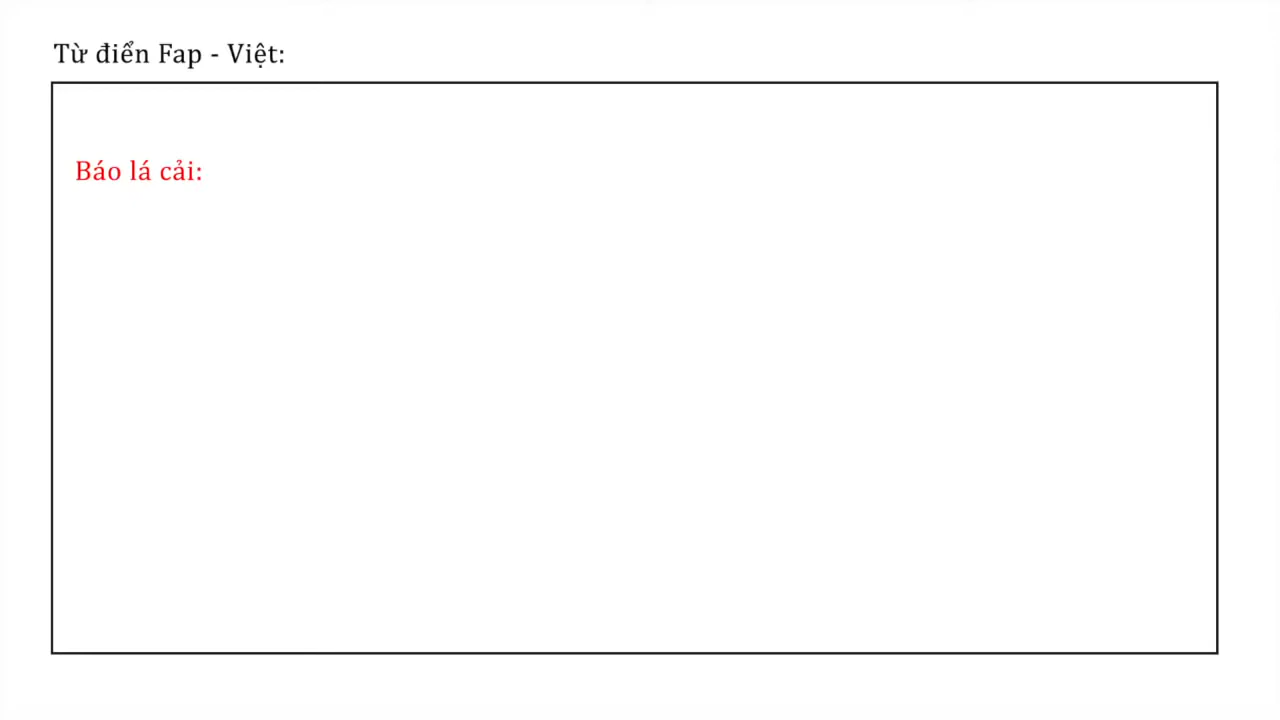 Từ điển Fap - Việt:
Báo lá cải: